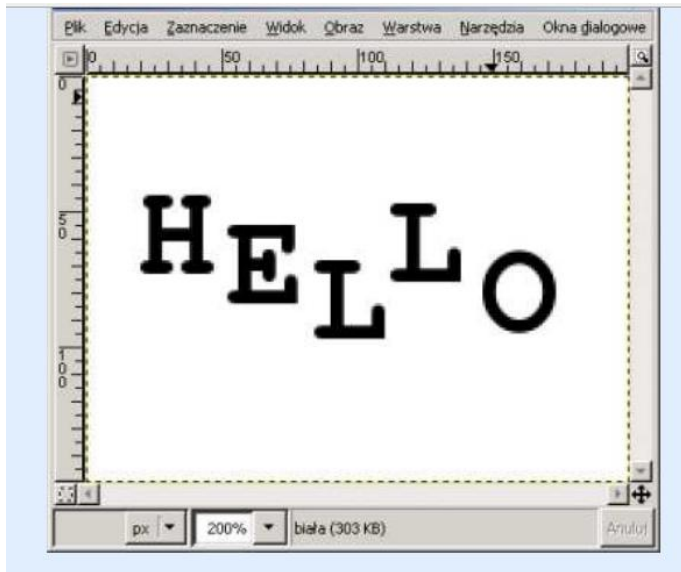 Plik Edycja Zaznaczenie Widok Obraz Warstwa Narzędzia Okna dialogowe
0 50 100 150
0
50
100
HELLO
px 200% biała (303 KB) Anuluj